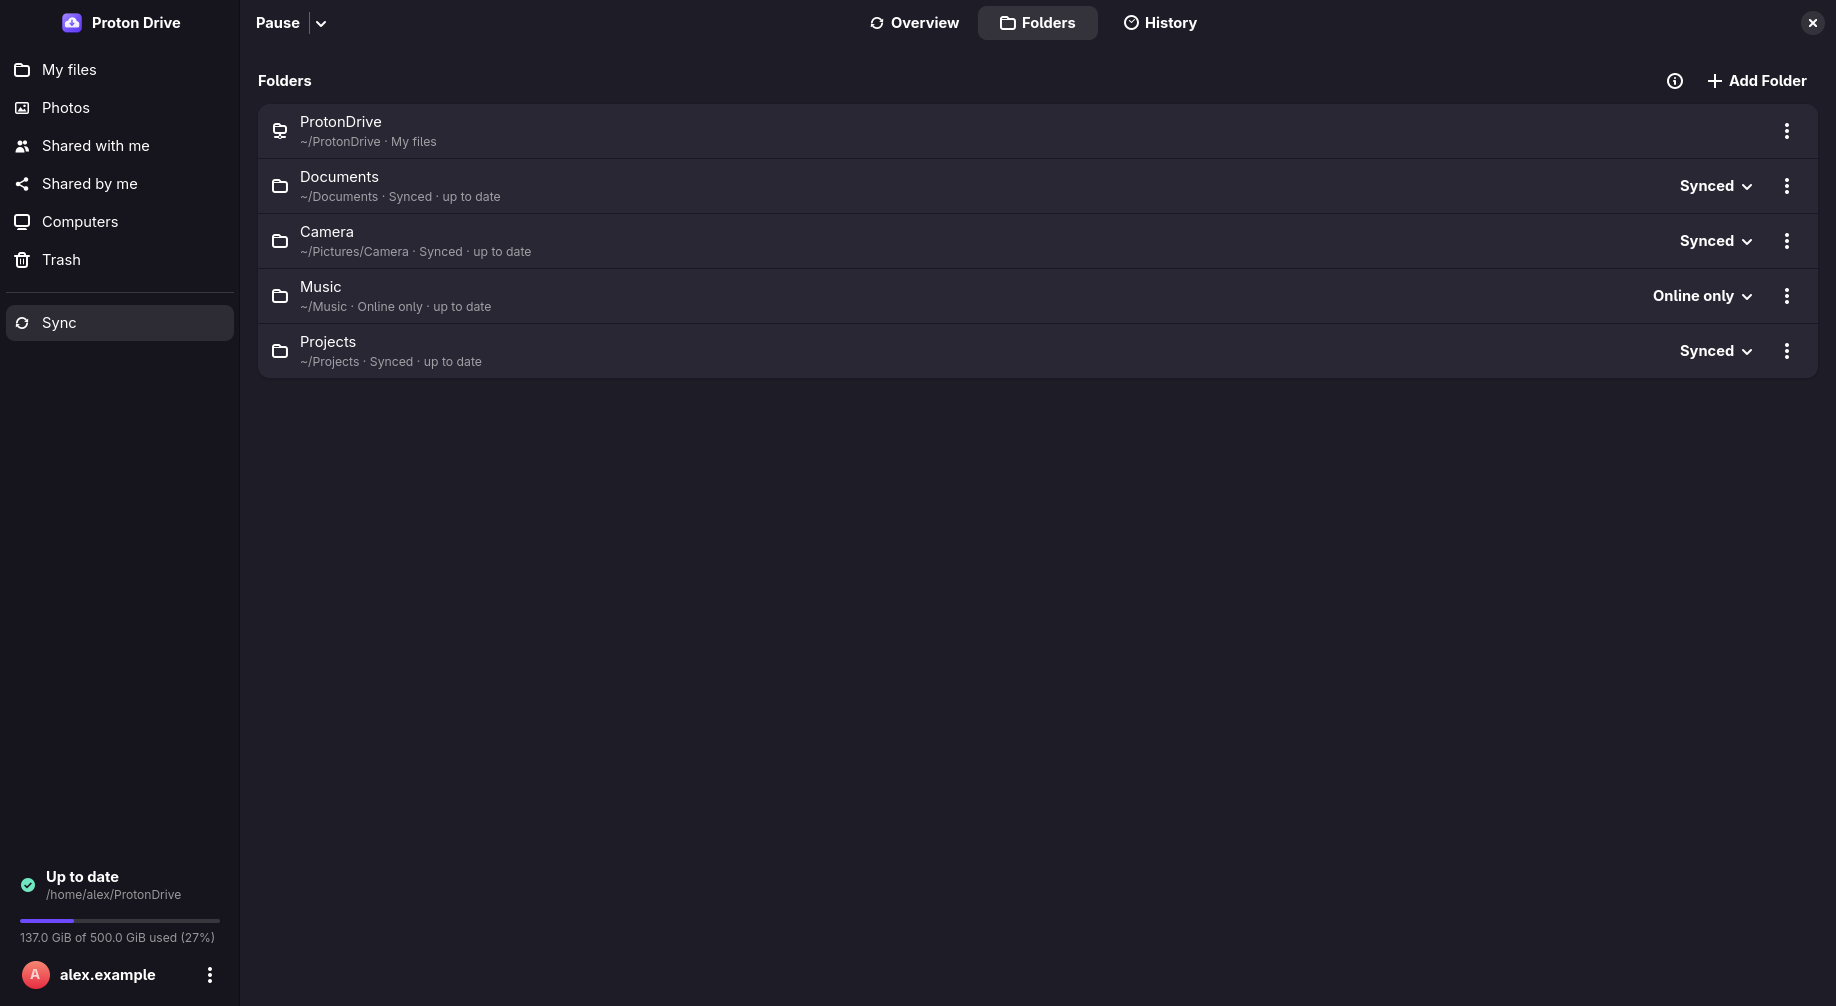 Proton Drive
My files
Photos
Shared with me
Shared by me
Computers
Trash
Sync
Up to date
/home/alex/ProtonDrive
137.0 GiB of 500.0 GiB used (27%)
A alex.example
Pause
Overview
Folders
History
Folders
Add Folder
ProtonDrive
~/ProtonDrive · My files
Documents
~/Documents · Synced · up to date
Synced
Camera
~/Pictures/Camera · Synced · up to date
Synced
Music
~/Music · Online only · up to date
Online only
Projects
~/Projects · Synced · up to date
Synced